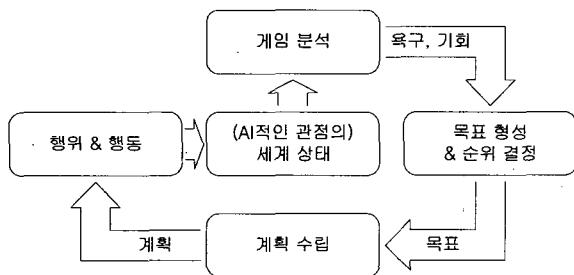 게임 분석
욕구, 기회
행위 & 행동
(AI적인 관점의)
세계 상태
목표 형성
& 순위 결정
계획
계획 수립
목표